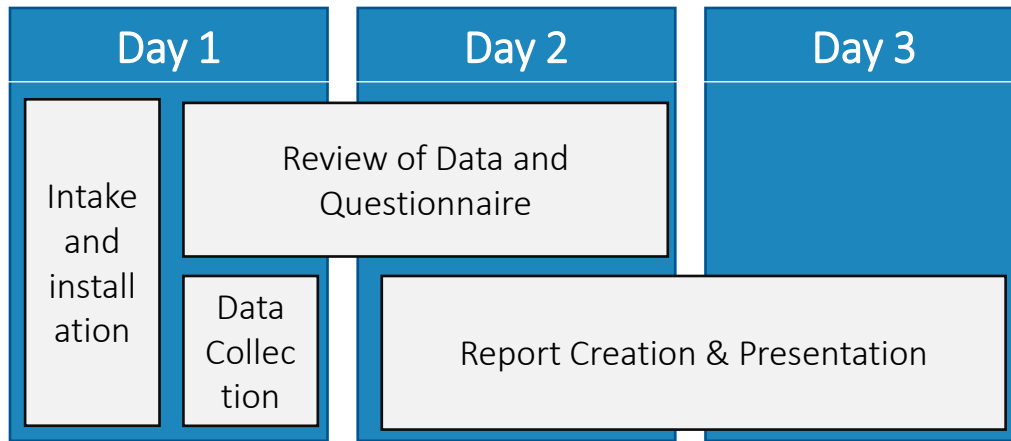 Day 1
Day 2
Day 3
Intake
and
install
ation
Review of Data and
Questionnaire
Data
Collec
tion
Report Creation & Presentation